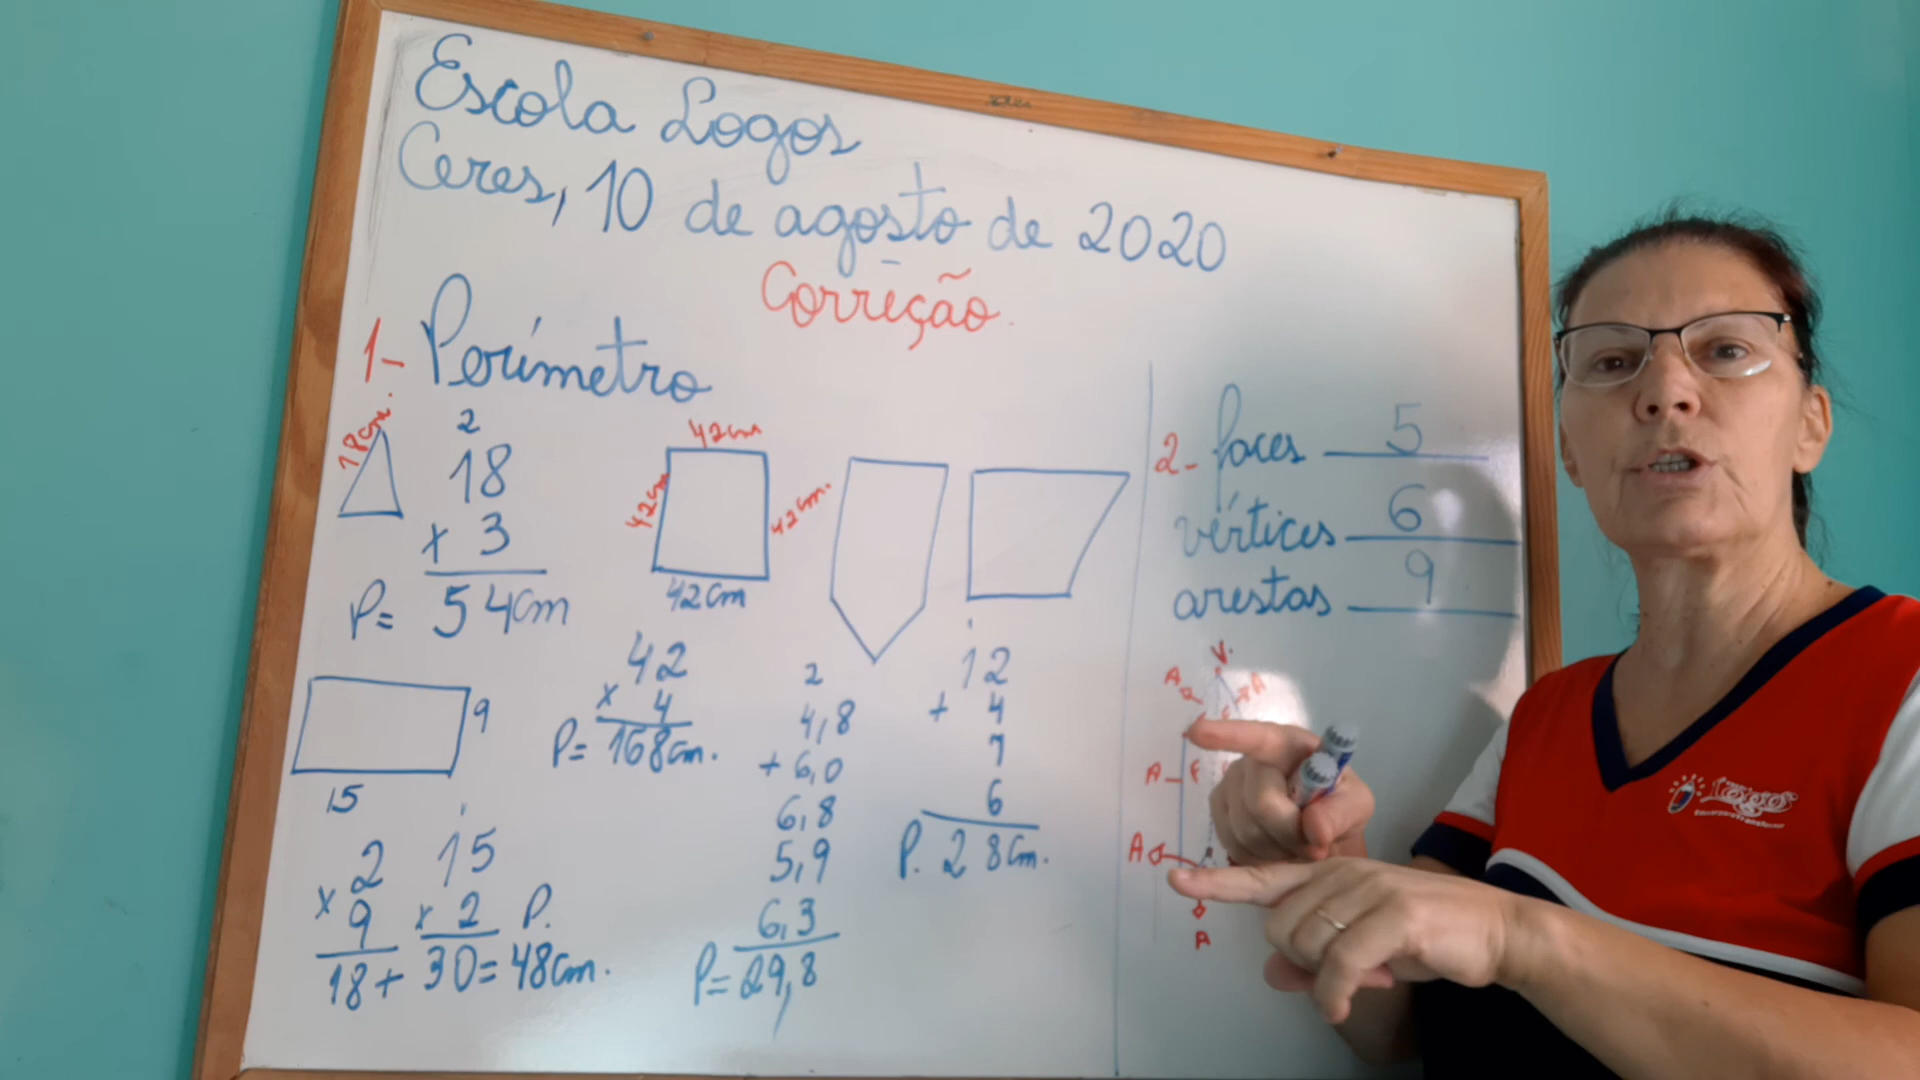 Escola Logos
Ceres, 10 de agosto de 2020
Correção
1- Perímetro
18cm.
2
18
x 3
P= 54cm
42cm
42cm
42cm.
42cm
42
x 4
P= 168cm.
9
15
2
x 9
18+
15
x 2
30= 48cm.
P.
2
4,8
+ 6,0
6,8
5,9
6,3
P= 29,8
12
+ 4
7
6
P. 28cm.
2- faces 5
vértices 6
arestas 9
V.
A
A
A
F
A
A
Logos